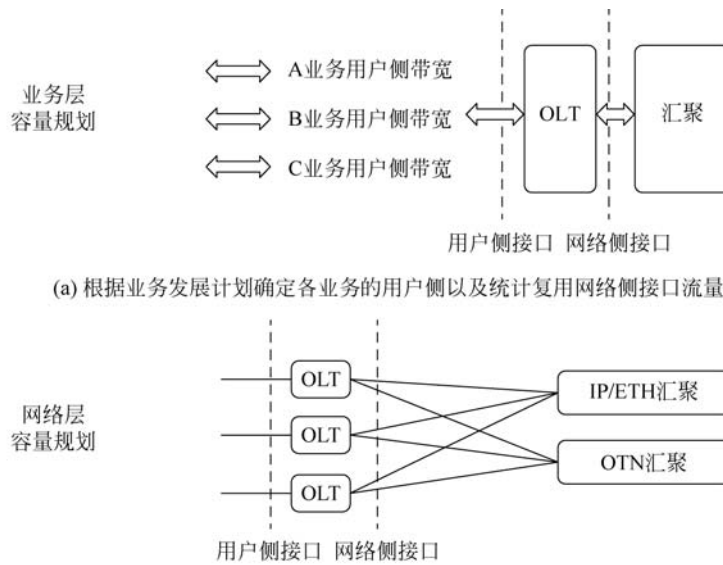 业务层
容量规划
A业务用户侧带宽
B业务用户侧带宽
C业务用户侧带宽
OLT
汇聚
用户侧接口 网络侧接口
(a) 根据业务发展计划确定各业务的用户侧以及统计复用网络侧接口流量
网络层
容量规划
OLT
OLT
OLT
IP/ETH汇聚
OTN汇聚
用户侧接口 网络侧接口